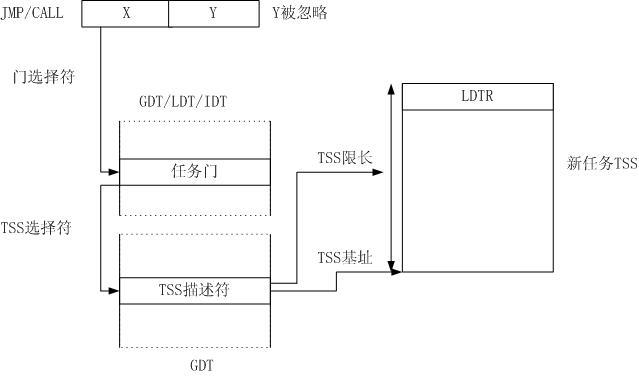 JMP/CALL X Y Y被忽略
门选择符
GDT/LDT/IDT
LDTR
任务门
TSS限长
新任务TSS
TSS选择符
TSS基址
TSS描述符
GDT